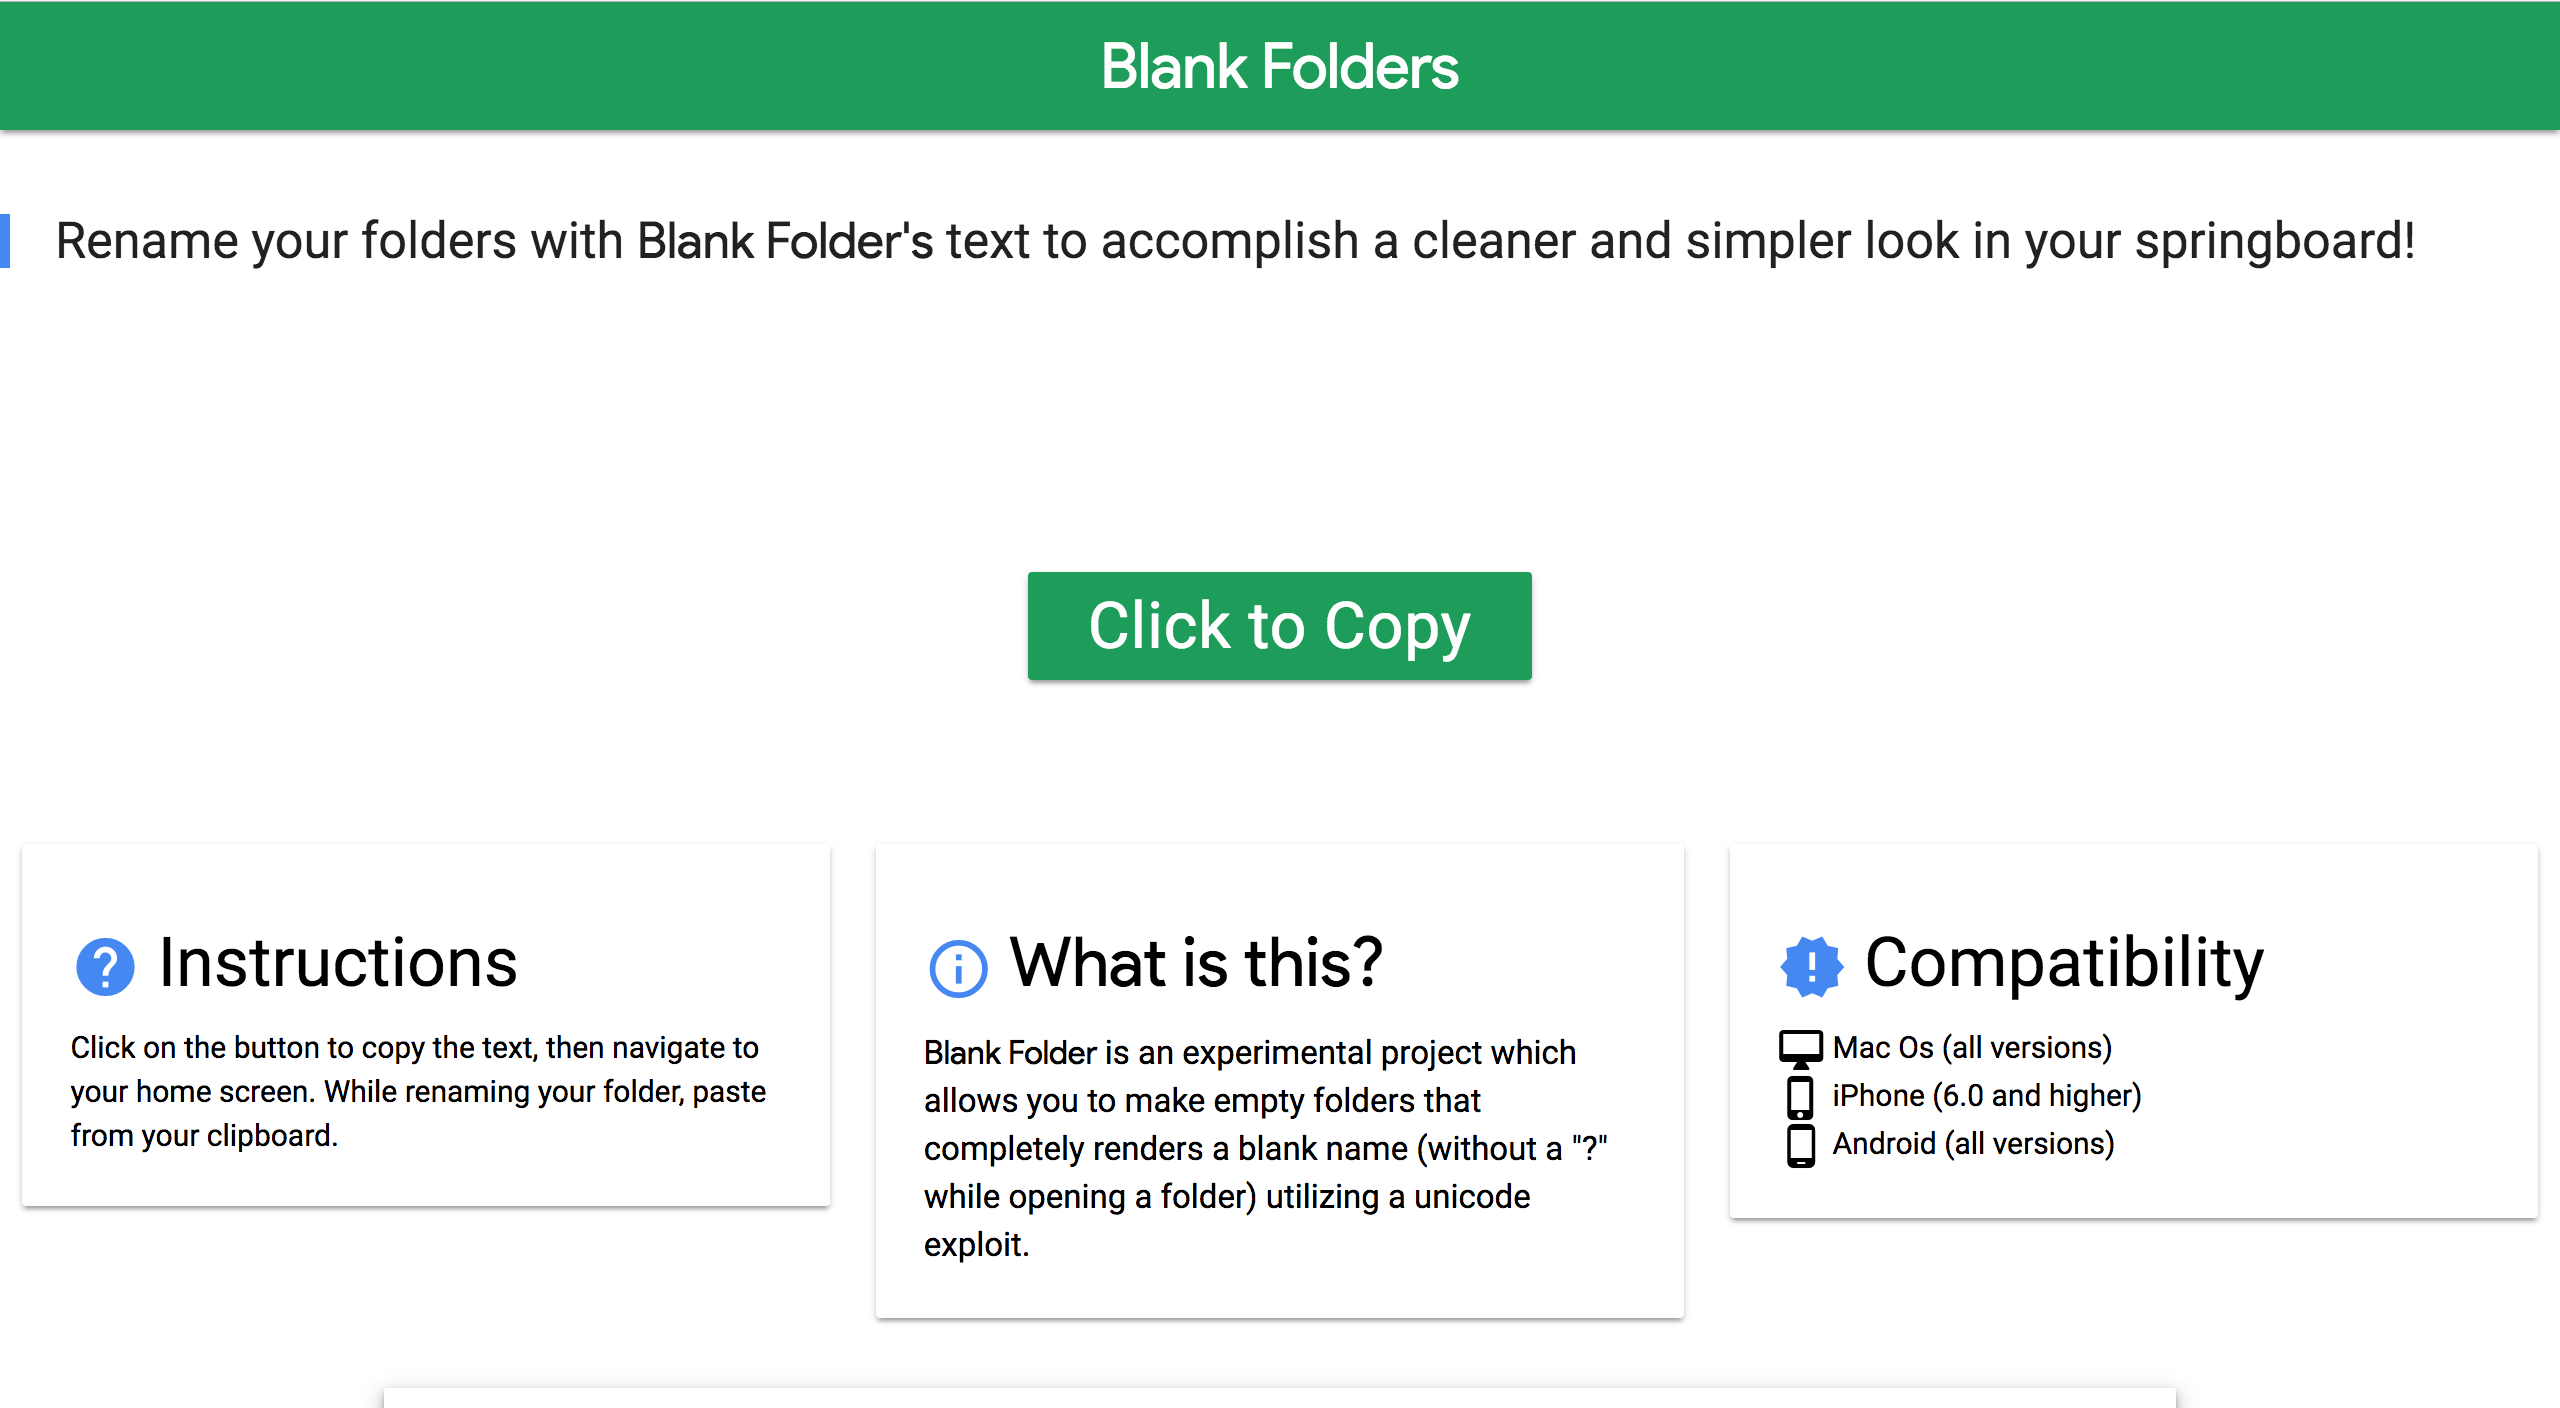 Blank Folders
Rename your folders with Blank Folder's text to accomplish a cleaner and simpler look in your springboard!
Click to Copy
Instructions
Click on the button to copy the text, then navigate to
your home screen. While renaming your folder, paste
from your clipboard.
What is this?
Blank Folder is an experimental project which
allows you to make empty folders that
completely renders a blank name (without a "?"
while opening a folder) utilizing a unicode
exploit.
Compatibility
Mac Os (all versions)
iPhone (6.0 and higher)
Android (all versions)